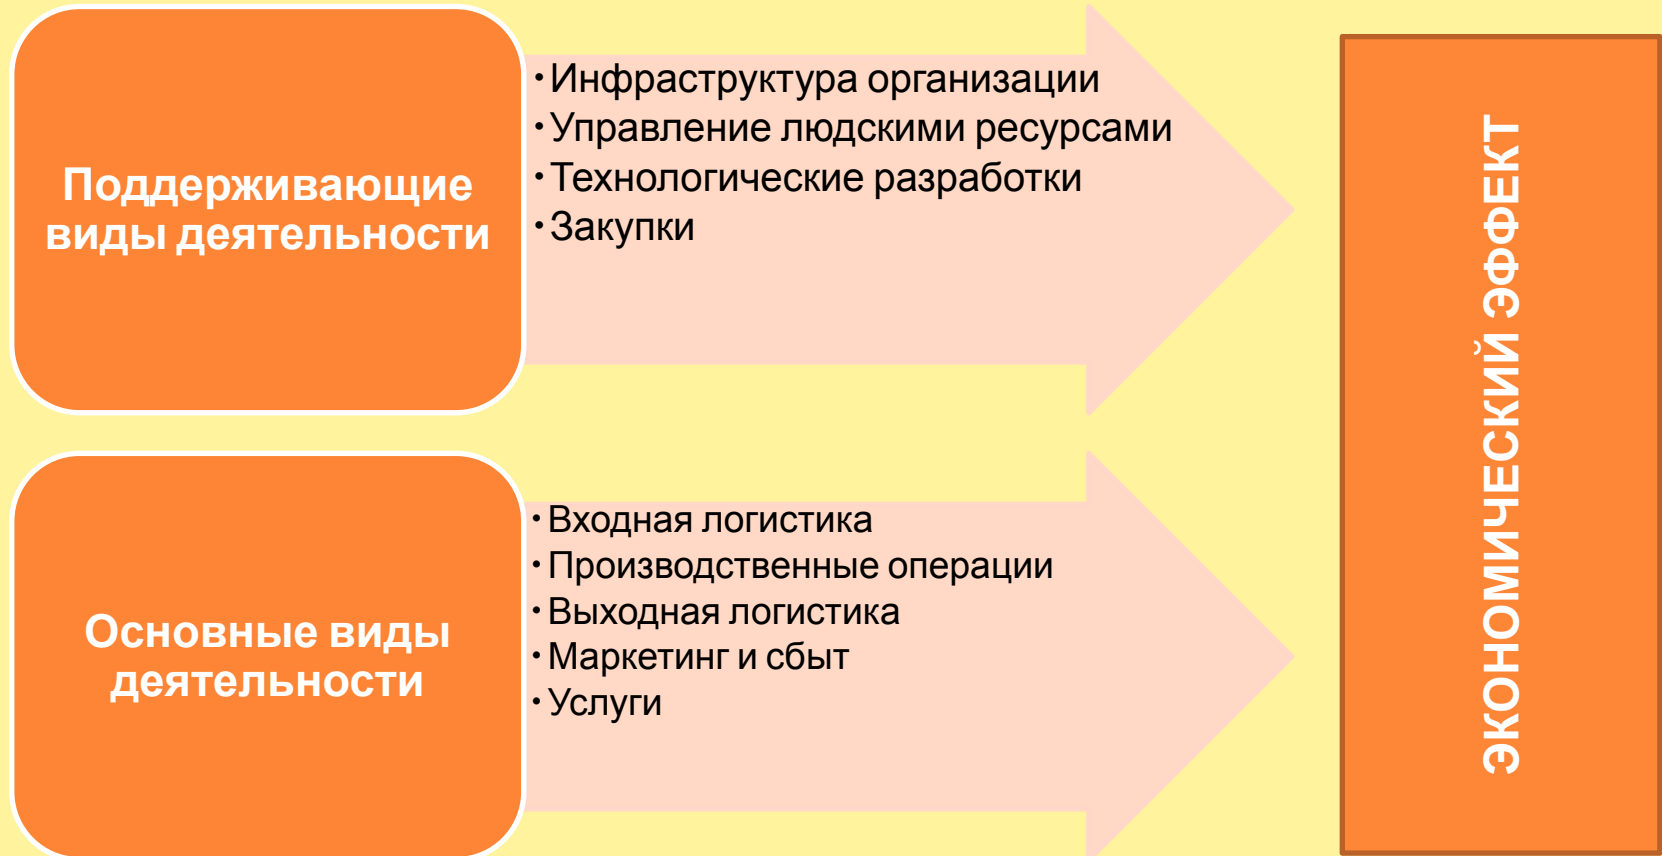 Поддерживающие
виды деятельности
·Инфраструктура организации
·Управление людскими ресурсами
·Технологические разработки
·Закупки
Основные виды
деятельности
·Входная логистика
·Производственные операции
·Выходная логистика
·Маркетинг и сбыт
·Услуги
ЭКОНОМИЧЕСКИЙ ЭФФЕКТ